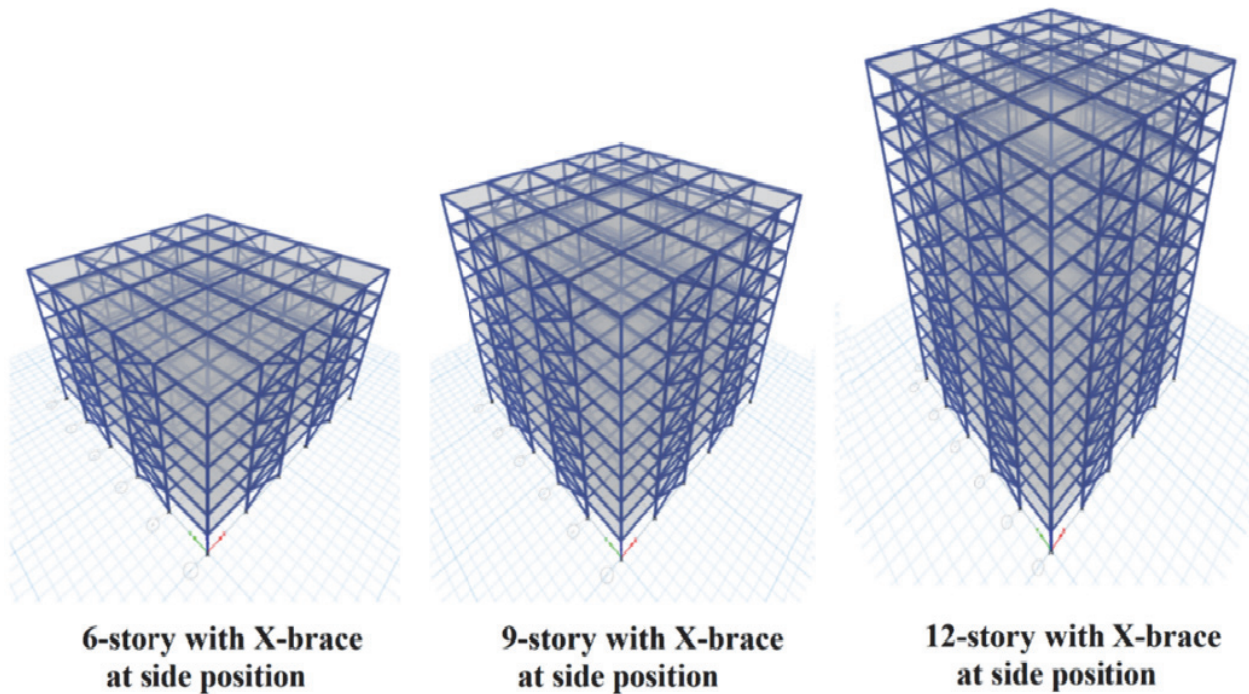 6-story with X-brace
at side position
9-story with X-brace
at side position
12-story with X-brace
at side position